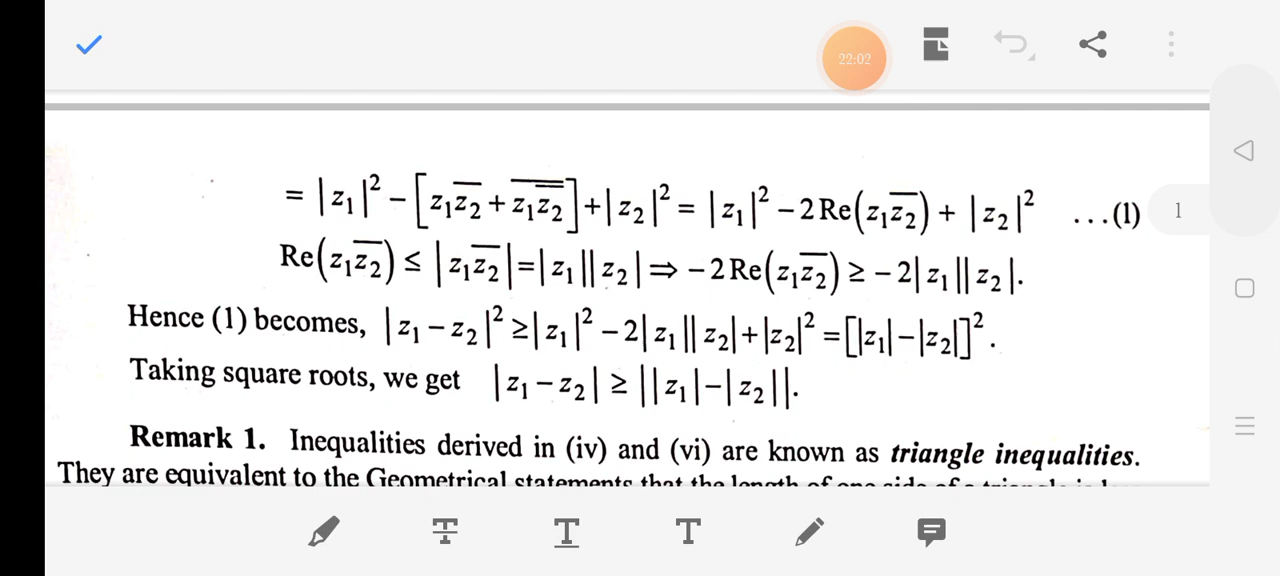 22:02
= |z₁|² − [z₁z̅₂ + \overline{z₁\overline{\overline{z₂}}}] + |z₂|² = |z₁|² − 2 Re(z₁z̅₂) + |z₂|² ...(1)
1
Re(z₁z̅₂) ≤ |z₁z̅₂| = |z₁||z₂| ⇒ − 2 Re(z₁z̅₂) ≥ − 2|z₁||z₂|.
Hence (1) becomes, |z₁ − z₂|² ≥ |z₁|² − 2|z₁||z₂| + |z₂|² = [|z₁| − |z₂|]².
Taking square roots, we get |z₁ − z₂| ≥ ||z₁| − |z₂||.
Remark 1. Inequalities derived in (iv) and (vi) are known as triangle inequalities.
They are equivalent to the Geometrical statements that the length of one side of a triangle is